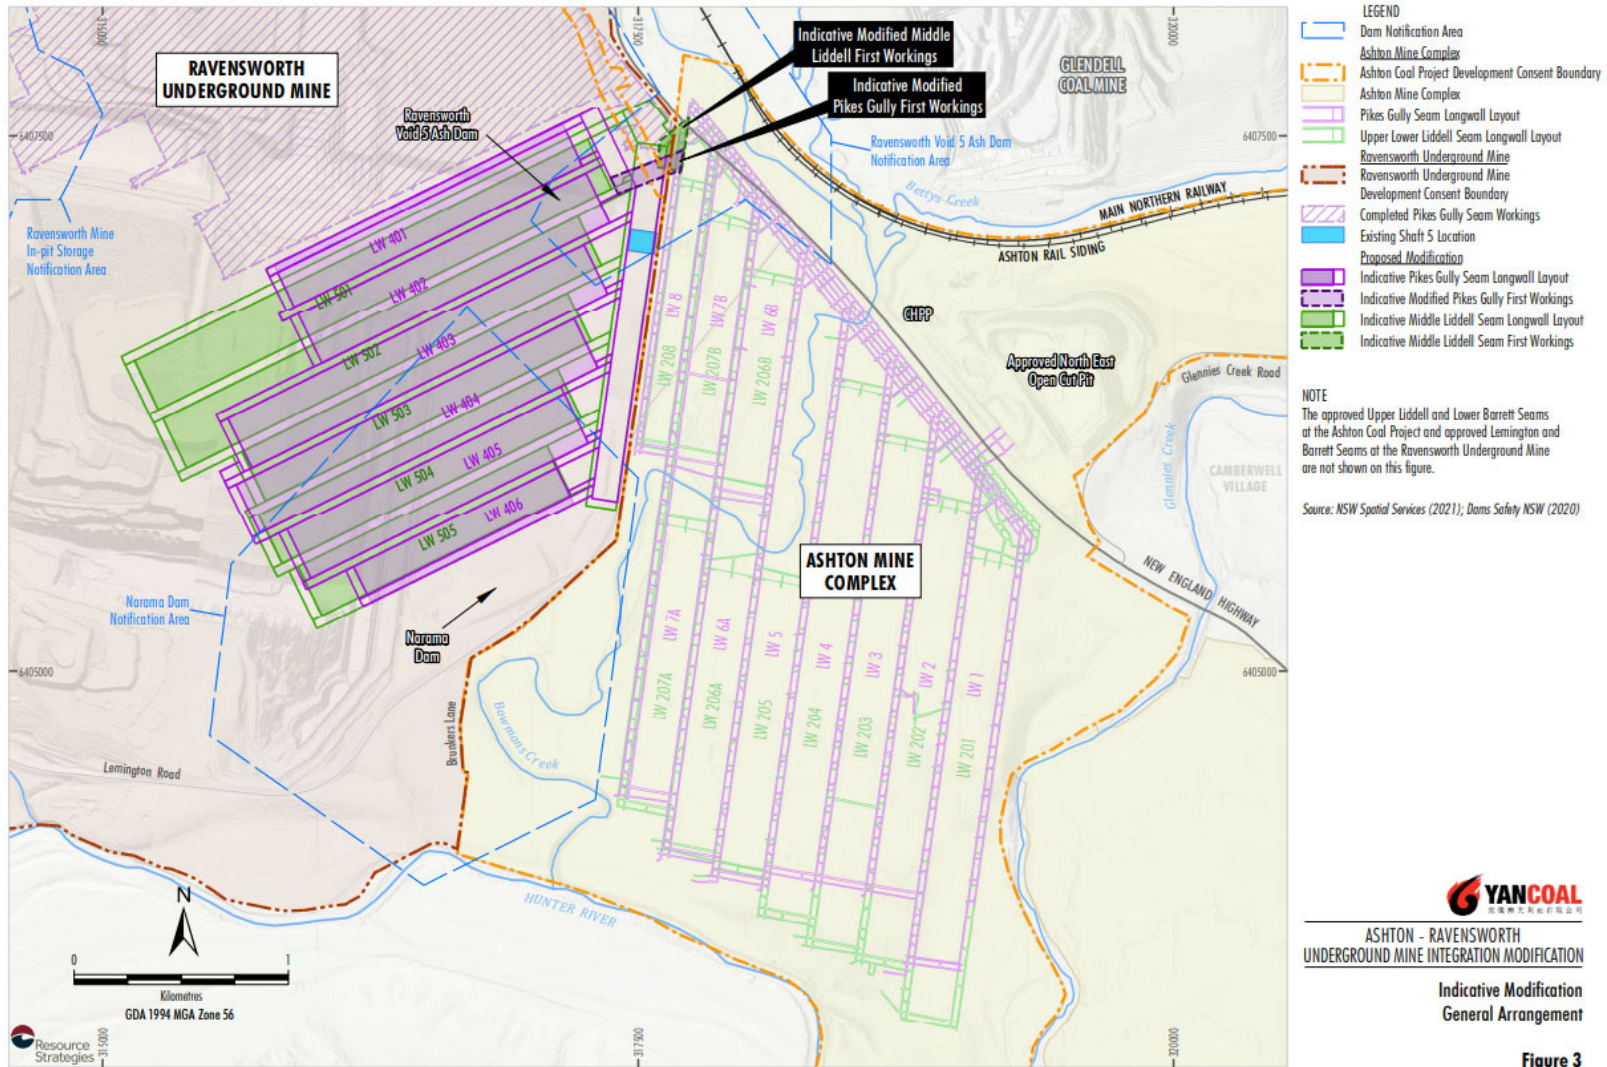 315000
317500
320000
RAVENSWORTH
UNDERGROUND MINE
Indicative Modified Middle
Liddell First Workings
Indicative Modified
Pikes Gully First Workings
GLENDELL
COAL MINE
Ravensworth
Void 5 Ash Dam
6407500
6407500
Ravensworth Void 5 Ash Dam
Notification Area
Bettys Creek
MAIN NORTHERN RAILWAY
ASHTON RAIL SIDING
Ravensworth Mine
In-pit Storage
Notification Area
LW 401
LW 501
LW 402
LW 502
LW 403
LW 503
LW 404
LW 504
LW 405
LW 505
LW 406
LW 8
LW 7B
LW 6B
LW 208
LW 207B
LW 206B
CHPP
Approved North East
Open Cut Pit
Glennies Creek Road
Glennies Creek
CAMBERWELL
VILLAGE
ASHTON MINE
COMPLEX
NEW ENGLAND HIGHWAY
Narama Dam
Notification Area
Narama
Dam
LW 7A
LW 6A
LW 5
LW 4
LW 3
LW 2
LW 1
LW 207A
LW 206A
LW 205
LW 204
LW 203
LW 202
LW 201
6405000
6405000
Brunkers Lane
Bowmans Creek
Lemington Road
HUNTER RIVER
N
0
1
Kilometres
GDA 1994 MGA Zone 56
Resource
Strategies
315000
317500
320000
LEGEND
Dam Notification Area
Ashton Mine Complex
Ashton Coal Project Development Consent Boundary
Ashton Mine Complex
Pikes Gully Seam Longwall Layout
Upper Lower Liddell Seam Longwall Layout
Ravensworth Underground Mine
Ravensworth Underground Mine
Development Consent Boundary
Completed Pikes Gully Seam Workings
Existing Shaft 5 Location
Proposed Modification
Indicative Pikes Gully Seam Longwall Layout
Indicative Modified Pikes Gully First Workings
Indicative Middle Liddell Seam Longwall Layout
Indicative Middle Liddell Seam First Workings
NOTE
The approved Upper Liddell and Lower Barrett Seams
at the Ashton Coal Project and approved Lemington and
Barrett Seams at the Ravensworth Underground Mine
are not shown on this figure.
Source: NSW Spatial Services (2021); Dams Safety NSW (2020)
YANCOAL
ASHTON - RAVENSWORTH
UNDERGROUND MINE INTEGRATION MODIFICATION
Indicative Modification
General Arrangement
Figure 3